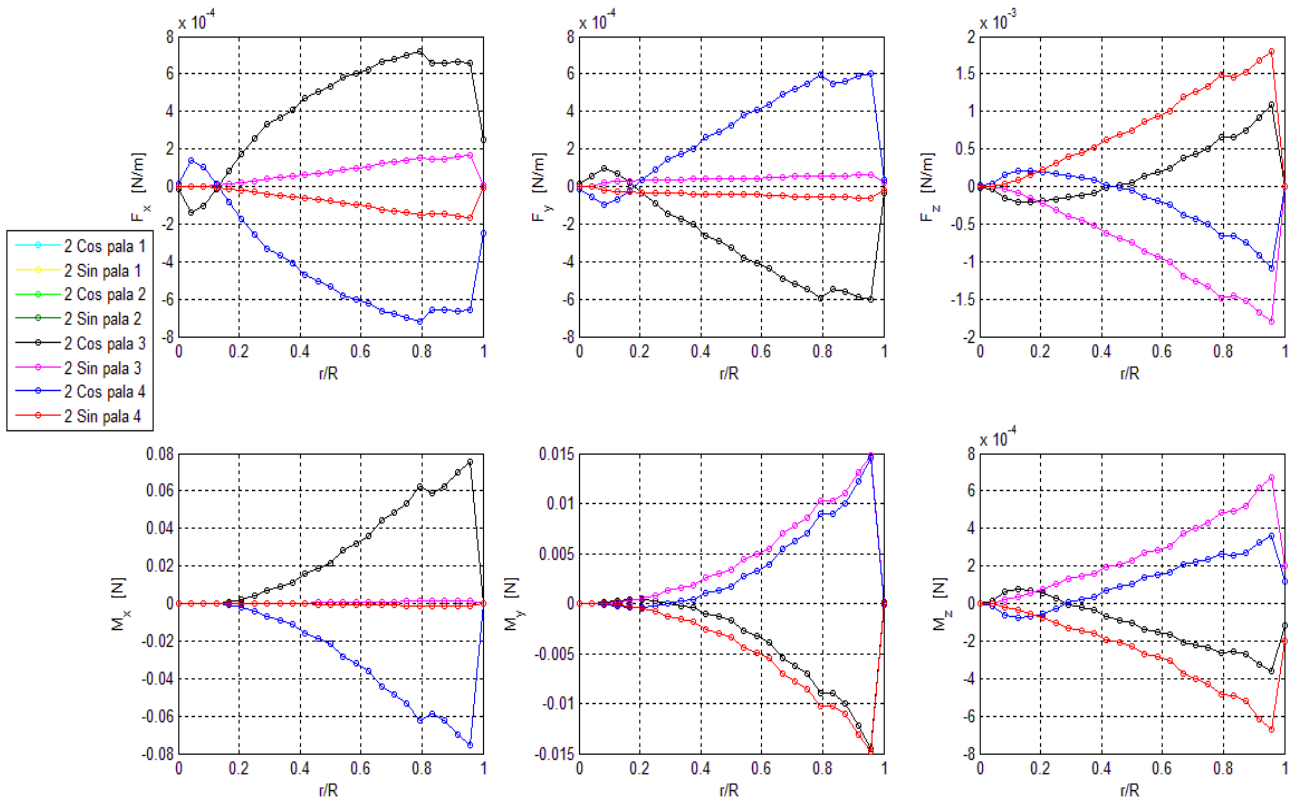 x 10⁻⁴
8
6
4
2
0
-2
-4
-6
-8
F_x [N/m]
0 0.2 0.4 0.6 0.8 1
r/R
x 10⁻⁴
8
6
4
2
0
-2
-4
-6
-8
F_y [N/m]
0 0.2 0.4 0.6 0.8 1
r/R
x 10⁻³
2
1.5
1
0.5
0
-0.5
-1
-1.5
-2
F_z [N/m]
0 0.2 0.4 0.6 0.8 1
r/R
2 Cos pala 1
2 Sin pala 1
2 Cos pala 2
2 Sin pala 2
2 Cos pala 3
2 Sin pala 3
2 Cos pala 4
2 Sin pala 4
0.08
0.06
0.04
0.02
0
-0.02
-0.04
-0.06
-0.08
M_x [N]
0 0.2 0.4 0.6 0.8 1
r/R
0.015
0.01
0.005
0
-0.005
-0.01
-0.015
M_y [N]
0 0.2 0.4 0.6 0.8 1
r/R
x 10⁻⁴
8
6
4
2
0
-2
-4
-6
-8
M_z [N]
0 0.2 0.4 0.6 0.8 1
r/R